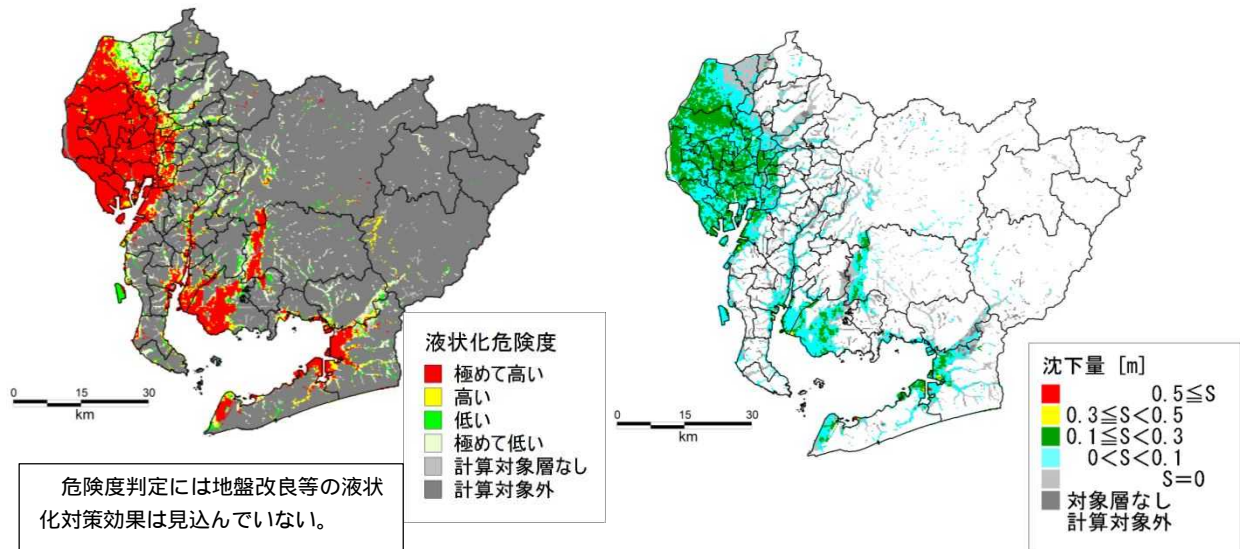 液状化危険度
極めて高い
高い
低い
極めて低い
計算対象層なし
計算対象外
0 15 30
km
危険度判定には地盤改良等の液状
化対策効果は見込んでいない。
沈下量 [m]
0.5≦S
0.3≦S<0.5
0.1≦S<0.3
0<S<0.1
S=0
対象層なし
計算対象外
0 15 30
km